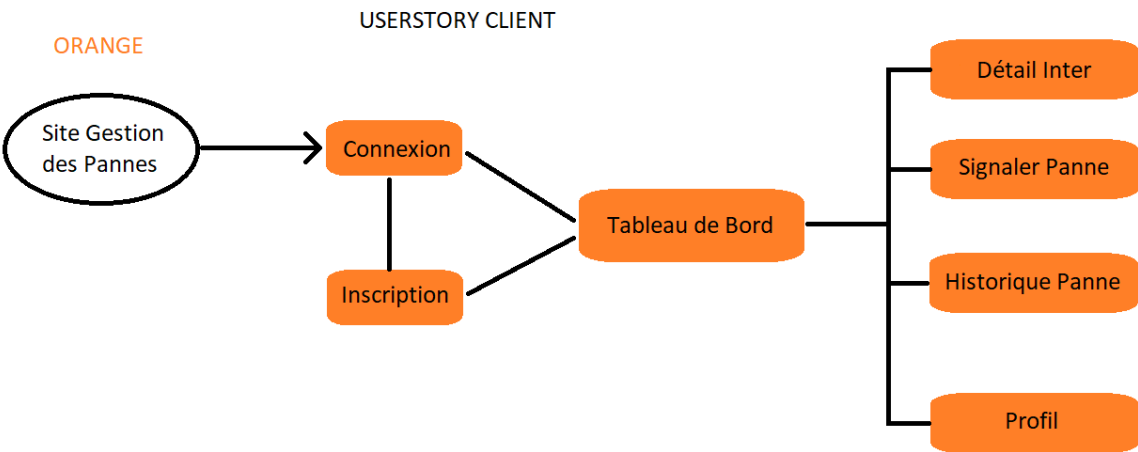 USERSTORY CLIENT
ORANGE
Site Gestion
des Pannes
Connexion
Inscription
Tableau de Bord
Détail Inter
Signaler Panne
Historique Panne
Profil